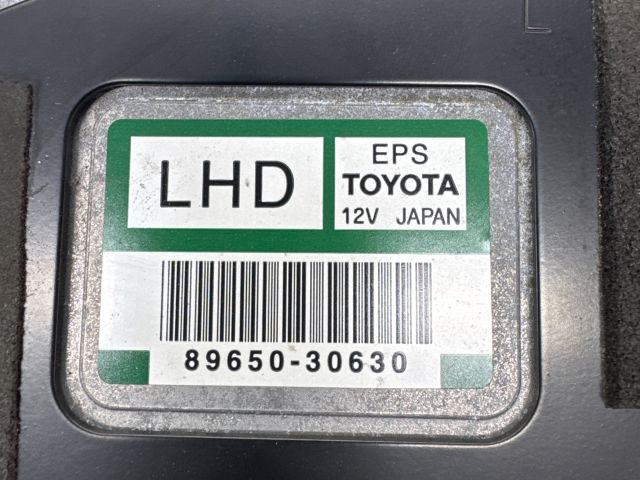 LHD
EPS
TOYOTA
12V JAPAN
89650-30630